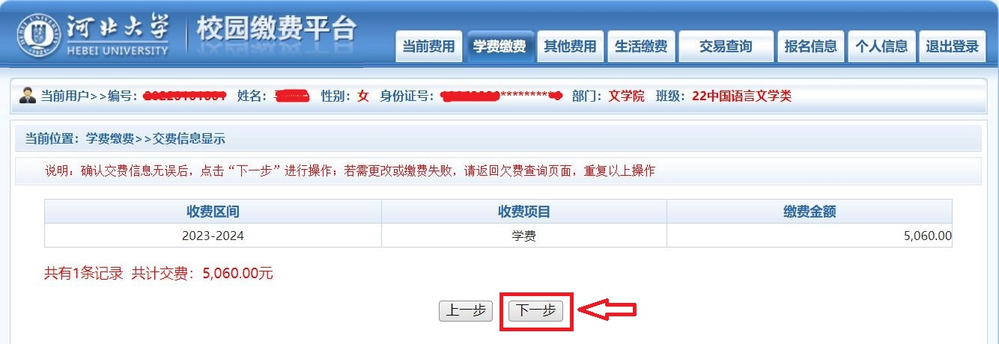 河北大学 校园缴费平台
HEBEI UNIVERSITY
当前费用 学费缴费 其他费用 生活缴费 交易查询 报名信息 个人信息 退出登录
当前用户>>编号： 姓名： 性别：女 身份证号：********* 部门：文学院 班级：22中国语言文学类
当前位置：学费缴费>>交费信息显示
说明：确认交费信息无误后，点击“下一步”进行操作；若需更改或缴费失败，请返回欠费查询页面，重复以上操作
收费区间 收费项目 缴费金额
2023-2024 学费 5,060.00
共有1条记录 共计交费：5,060.00元
上一步 下一步